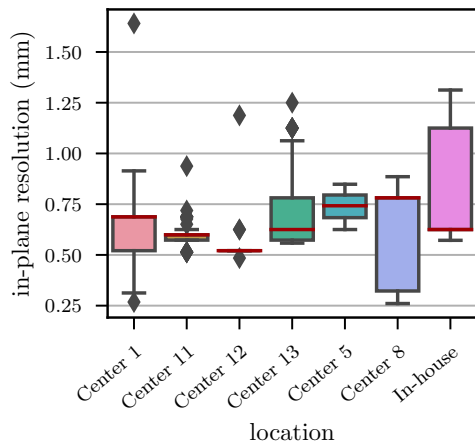 in-plane resolution (mm)
1.50
1.25
1.00
0.75
0.50
0.25
Center 1
Center 11
Center 12
Center 13
Center 5
Center 8
In-house
location